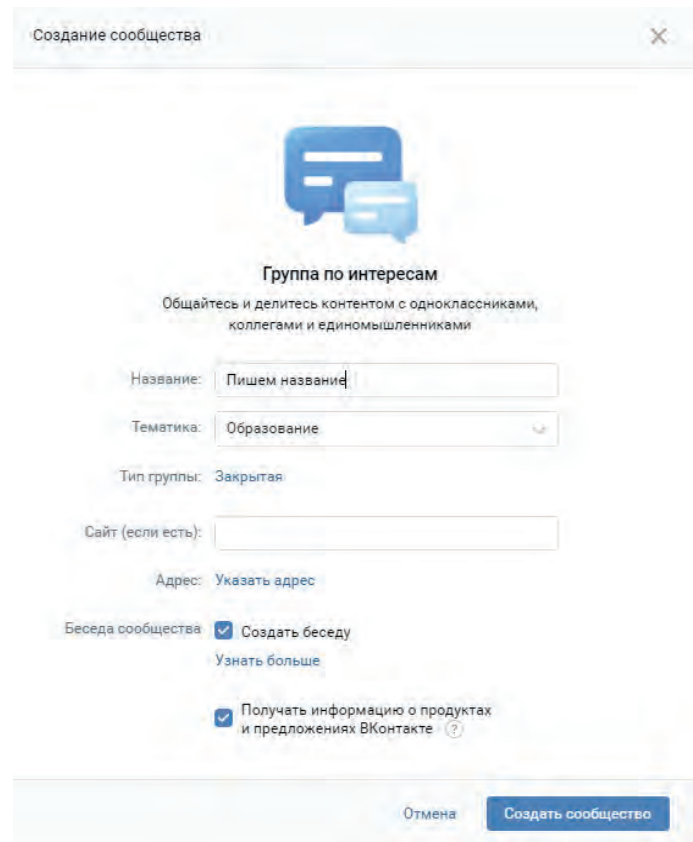 Создание сообщества
Группа по интересам
Общайтесь и делитесь контентом с одноклассниками,
коллегами и единомышленниками
Название: Пишем название
Тематика: Образование
Тип группы: Закрытая
Сайт (если есть):
Адрес: Указать адрес
Беседа сообщества Создать беседу
Узнать больше
Получать информацию о продуктах
и предложениях ВКонтакте ?
Отмена Создать сообщество